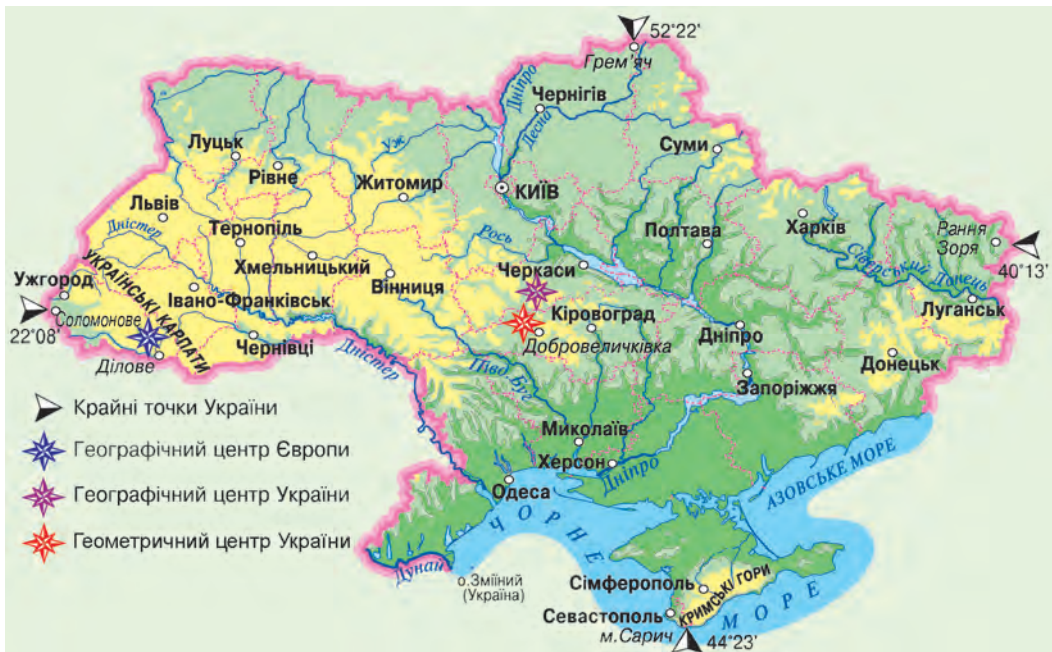 52°22'
Грем'яч
Дніпро
Чернігів
Десна
Суми
Луцьк
Рівне
Уж
Житомир
КИЇВ
Львів
Дністер
Тернопіль
Хмельницький
Рось
Полтава
Харків
Рання
Зоря
40°13'
Сіверський Донець
Черкаси
Вінниця
Ужгород
УКРАЇНСЬКІ КАРПАТИ
Івано-Франківськ
Соломонове
22°08'
Луганськ
Кіровоград
Добровеличківка
Дніпро
Чернівці
Ділове
Дністер
Півд. Буг
Донецьк
Запоріжжя
Крайні точки України
Географічний центр Європи
Географічний центр України
Геометричний центр України
Миколаїв
Херсон
Дніпро
Одеса
АЗОВСЬКЕ МОРЕ
ЧОРНЕ МОРЕ
Дунай
о.Зміїний
(Україна)
Сімферополь
КРИМСЬКІ ГОРИ
Севастополь
м.Сарич
44°23'